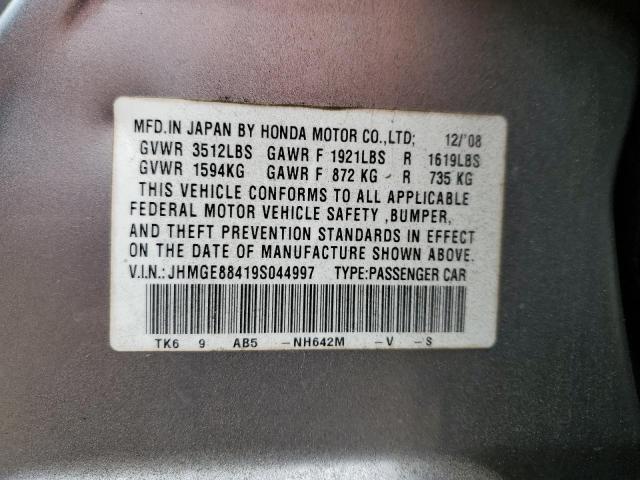 MFD.IN JAPAN BY HONDA MOTOR CO.,LTD; 12/'08
GVWR 3512LBS GAWR F 1921LBS R 1619LBS
GVWR 1594KG GAWR F 872 KG - R 735 KG
THIS VEHICLE CONFORMS TO ALL APPLICABLE
FEDERAL MOTOR VEHICLE SAFETY ,BUMPER,
AND THEFT PREVENTION STANDARDS IN EFFECT
ON THE DATE OF MANUFACTURE SHOWN ABOVE.
V.I.N.:JHMGE88419S044997 TYPE:PASSENGER CAR
TK6 9 AB5 -NH642M -V -S